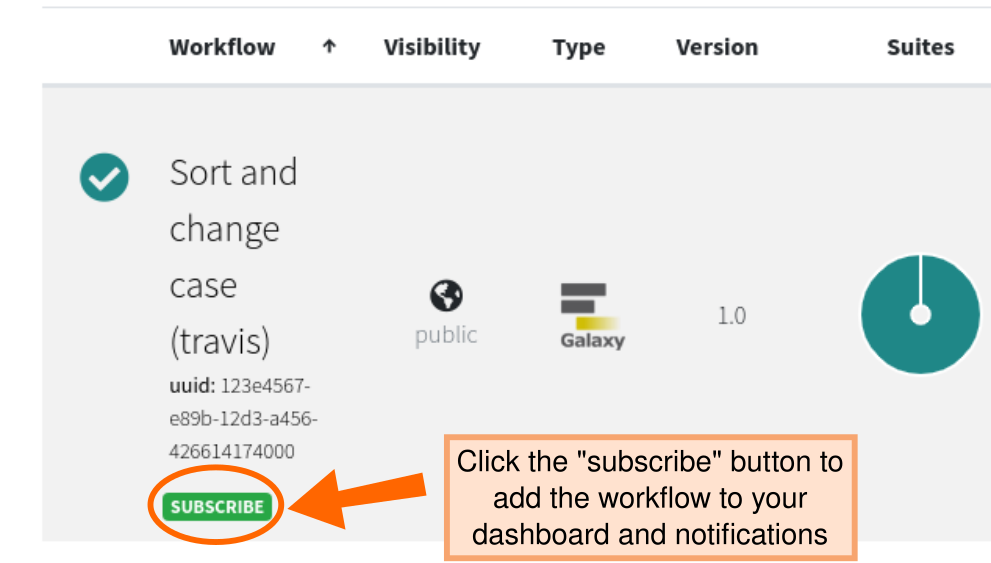 Workflow ↑ Visibility Type Version Suites
Sort and
change
case
(travis)
uuid: 123e4567-
e89b-12d3-a456-
426614174000
SUBSCRIBE
public
Galaxy
1.0
Click the "subscribe" button to
add the workflow to your
dashboard and notifications